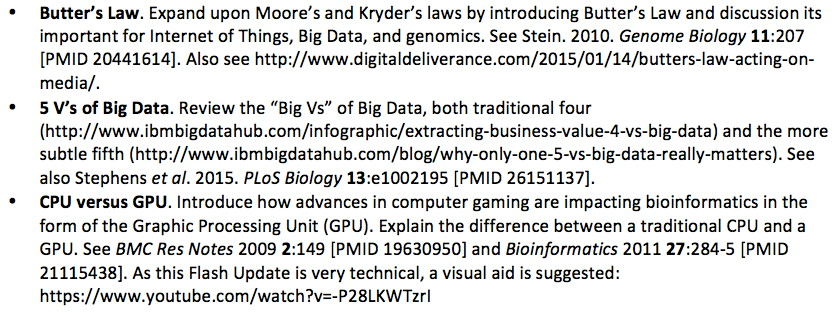 • Butter's Law. Expand upon Moore's and Kryder's laws by introducing Butter's Law and discussion its
important for Internet of Things, Big Data, and genomics. See Stein. 2010. Genome Biology 11:207
[PMID 20441614]. Also see http://www.digitaldeliverance.com/2015/01/14/butters-law-acting-on-
media/.
• 5 V's of Big Data. Review the “Big Vs” of Big Data, both traditional four
(http://www.ibmbigdatahub.com/infographic/extracting-business-value-4-vs-big-data) and the more
subtle fifth (http://www.ibmbigdatahub.com/blog/why-only-one-5-vs-big-data-really-matters). See
also Stephens et al. 2015. PLoS Biology 13:e1002195 [PMID 26151137].
• CPU versus GPU. Introduce how advances in computer gaming are impacting bioinformatics in the
form of the Graphic Processing Unit (GPU). Explain the difference between a traditional CPU and a
GPU. See BMC Res Notes 2009 2:149 [PMID 19630950] and Bioinformatics 2011 27:284-5 [PMID
21115438]. As this Flash Update is very technical, a visual aid is suggested:
https://www.youtube.com/watch?v=-P28LKWTzrI